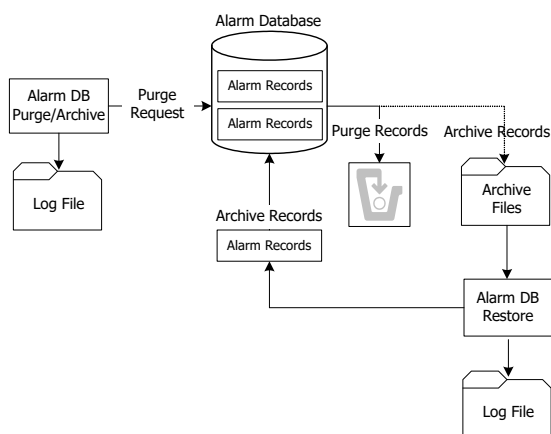 Alarm Database
Alarm DB
Purge/Archive
Purge
Request
Alarm Records
Alarm Records
Purge Records
Archive Records
Log File
Archive
Files
Archive Records
Alarm Records
Alarm DB
Restore
Log File